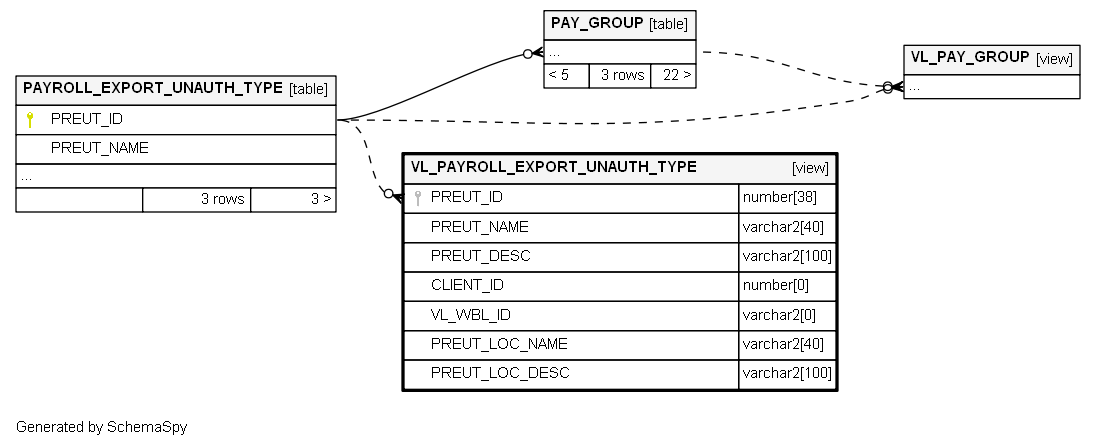 PAY_GROUP [table]
...
< 5 3 rows 22 >
VL_PAY_GROUP [view]
...
PAYROLL_EXPORT_UNAUTH_TYPE [table]
PREUT_ID
PREUT_NAME
...
3 rows 3 >
VL_PAYROLL_EXPORT_UNAUTH_TYPE [view]
PREUT_ID number[38]
PREUT_NAME varchar2[40]
PREUT_DESC varchar2[100]
CLIENT_ID number[0]
VL_WBL_ID varchar2[0]
PREUT_LOC_NAME varchar2[40]
PREUT_LOC_DESC varchar2[100]
Generated by SchemaSpy